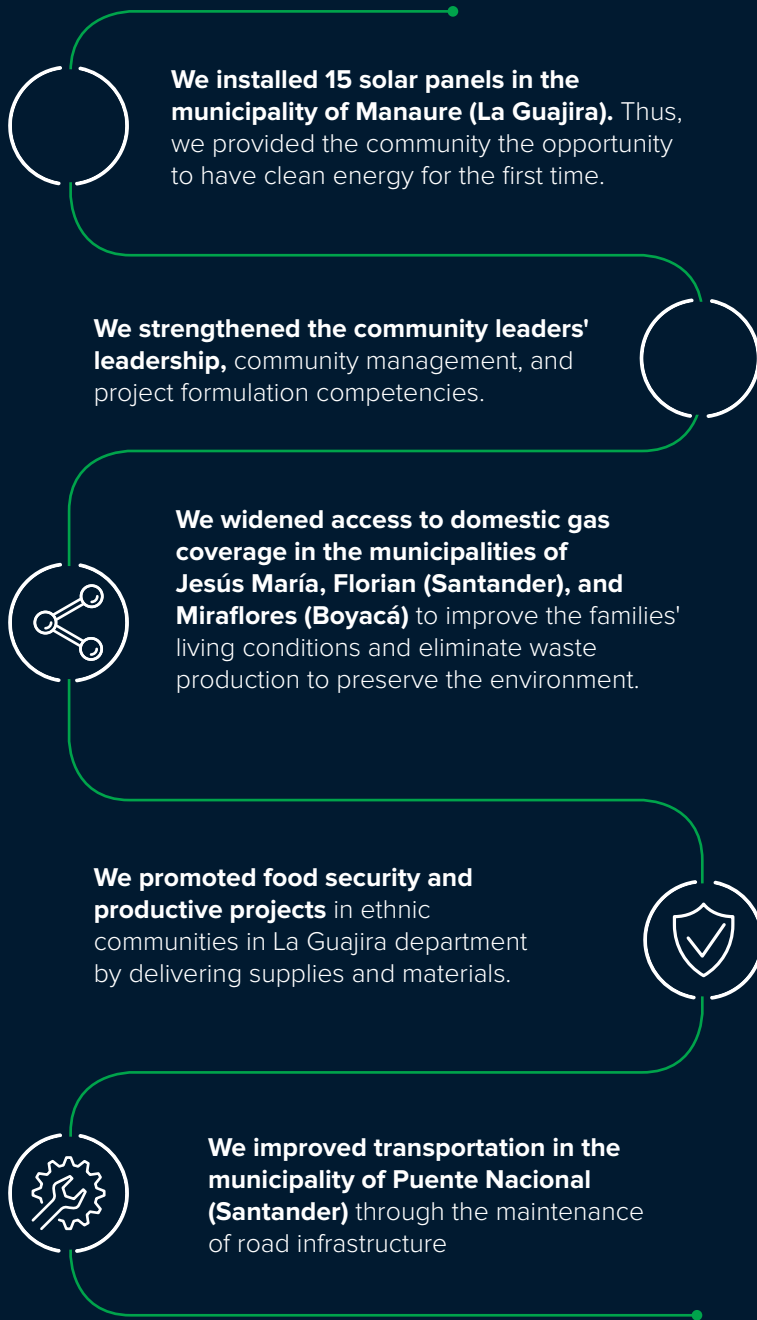 We installed 15 solar panels in the
municipality of Manaure (La Guajira). Thus,
we provided the community the opportunity
to have clean energy for the first time.
We strengthened the community leaders'
leadership, community management, and
project formulation competencies.
We widened access to domestic gas
coverage in the municipalities of
Jesús María, Florian (Santander), and
Miraflores (Boyacá) to improve the families'
living conditions and eliminate waste
production to preserve the environment.
We promoted food security and
productive projects in ethnic
communities in La Guajira department
by delivering supplies and materials.
We improved transportation in the
municipality of Puente Nacional
(Santander) through the maintenance
of road infrastructure